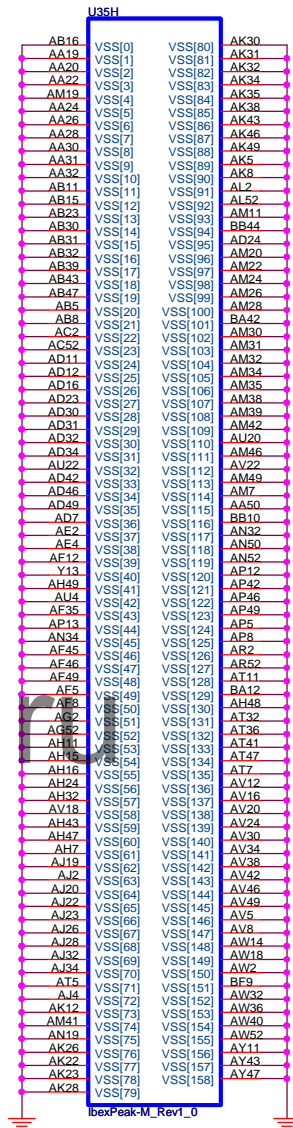 U35H
AB16 VSS[0] VSS[80] AK30
AA19 VSS[1] VSS[81] AK31
AA20 VSS[2] VSS[82] AK32
AA22 VSS[3] VSS[83] AK34
AM19 VSS[4] VSS[84] AK35
AA24 VSS[5] VSS[85] AK38
AA26 VSS[6] VSS[86] AK43
AA28 VSS[7] VSS[87] AK46
AA30 VSS[8] VSS[88] AK49
AA31 VSS[9] VSS[89] AK5
AA32 VSS[10] VSS[90] AK8
AB11 VSS[11] VSS[91] AL2
AB15 VSS[12] VSS[92] AL52
AB23 VSS[13] VSS[93] AM11
AB30 VSS[14] VSS[94] BB44
AB31 VSS[15] VSS[95] AD24
AB32 VSS[16] VSS[96] AM20
AB39 VSS[17] VSS[97] AM22
AB43 VSS[18] VSS[98] AM24
AB47 VSS[19] VSS[99] AM26
AB5 VSS[20] VSS[100] AM28
AB8 VSS[21] VSS[101] BA42
AC2 VSS[22] VSS[102] AM30
AC52 VSS[23] VSS[103] AM31
AD11 VSS[24] VSS[104] AM32
AD12 VSS[25] VSS[105] AM34
AD16 VSS[26] VSS[106] AM35
AD23 VSS[27] VSS[107] AM38
AD30 VSS[28] VSS[108] AM39
AD31 VSS[29] VSS[109] AM42
AD32 VSS[30] VSS[110] AU20
AD34 VSS[31] VSS[111] AM46
AU22 VSS[32] VSS[112] AV22
AD42 VSS[33] VSS[113] AM49
AD46 VSS[34] VSS[114] AM7
AD49 VSS[35] VSS[115] AA50
AD7 VSS[36] VSS[116] BB10
AE2 VSS[37] VSS[117] AN32
AE4 VSS[38] VSS[118] AN50
AF12 VSS[39] VSS[119] AN52
Y13 VSS[40] VSS[120] AP12
AH49 VSS[41] VSS[121] AP42
AU4 VSS[42] VSS[122] AP46
AF35 VSS[43] VSS[123] AP49
AP13 VSS[44] VSS[124] AP5
AN34 VSS[45] VSS[125] AP8
AF45 VSS[46] VSS[126] AR2
AF46 VSS[47] VSS[127] AR52
AF49 VSS[48] VSS[128] AT11
AF5 VSS[49] VSS[129] BA12
AF8 VSS[50] VSS[130] AH48
AG2 VSS[51] VSS[131] AT32
AG52 VSS[52] VSS[132] AT36
AH11 VSS[53] VSS[133] AT41
AH15 VSS[54] VSS[134] AT47
AH16 VSS[55] VSS[135] AT7
AH24 VSS[56] VSS[136] AV12
AH32 VSS[57] VSS[137] AV16
AV18 VSS[58] VSS[138] AV20
AH43 VSS[59] VSS[139] AV24
AH47 VSS[60] VSS[140] AV30
AH7 VSS[61] VSS[141] AV34
AJ19 VSS[62] VSS[142] AV38
AJ2 VSS[63] VSS[143] AV42
AJ20 VSS[64] VSS[144] AV46
AJ22 VSS[65] VSS[145] AV49
AJ23 VSS[66] VSS[146] AV5
AJ26 VSS[67] VSS[147] AV8
AJ28 VSS[68] VSS[148] AW14
AJ32 VSS[69] VSS[149] AW18
AJ34 VSS[70] VSS[150] AW2
AT5 VSS[71] VSS[151] BF9
AJ4 VSS[72] VSS[152] AW32
AK12 VSS[73] VSS[153] AW36
AM41 VSS[74] VSS[154] AW40
AN19 VSS[75] VSS[155] AW52
AK26 VSS[76] VSS[156] AY11
AK22 VSS[77] VSS[157] AY43
AK23 VSS[78] VSS[158] AY47
AK28 VSS[79]
IbexPeak-M_Rev1_0
ru